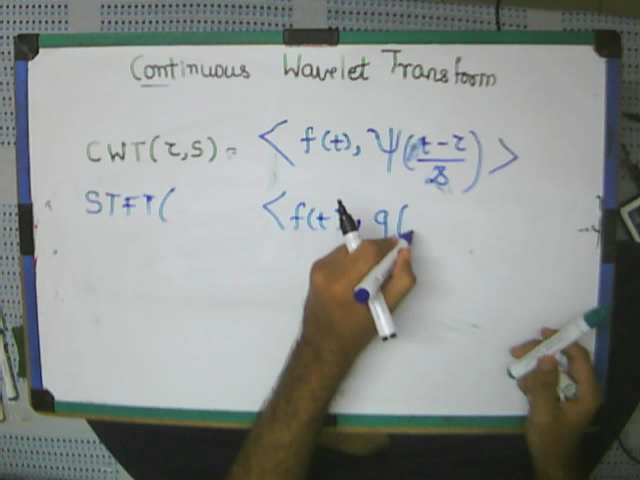 Continuous Wavelet Transform
CWT(τ,s) = < f(t), ψ(t-τ/s) >
STFT( <f(t), g(